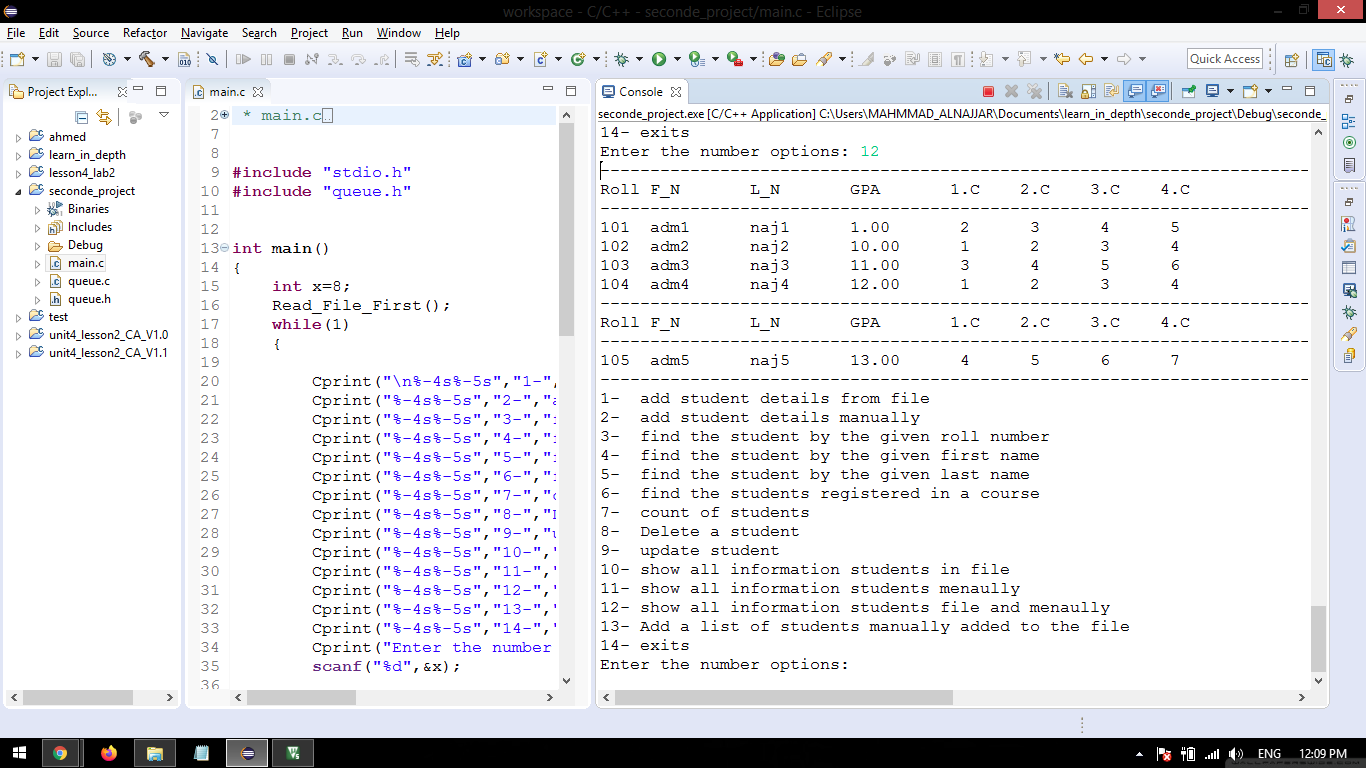 workspace - C/C++ - seconde_project/main.c - Eclipse
File Edit Source Refactor Navigate Search Project Run Window Help
Quick Access
Project Expl...
ahmed
learn_in_depth
lesson4_lab2
seconde_project
Binaries
Includes
Debug
main.c
queue.c
queue.h
test
unit4_lesson2_CA_V1.0
unit4_lesson2_CA_V1.1
main.c
2 * main.c
7
8
9 #include "stdio.h"
10 #include "queue.h"
11
12
13 int main()
14 {
15 int x=8;
16 Read_File_First();
17 while(1)
18 {
19
20 Cprint("\n%-4s%-5s","1-",
21 Cprint("%-4s%-5s","2-","a
22 Cprint("%-4s%-5s","3-",
23 Cprint("%-4s%-5s","4-",
24 Cprint("%-4s%-5s","5-",
25 Cprint("%-4s%-5s","6-",
26 Cprint("%-4s%-5s","7-","c
27 Cprint("%-4s%-5s","8-","
28 Cprint("%-4s%-5s","9-","u
29 Cprint("%-4s%-5s","10-","
30 Cprint("%-4s%-5s","11-","
31 Cprint("%-4s%-5s","12-","
32 Cprint("%-4s%-5s","13-","
33 Cprint("%-4s%-5s","14-","
34 Cprint("Enter the number
35 scanf("%d",&x);
36
Console
seconde_project.exe [C/C++ Application] C:\Users\MAHMMAD_ALNAJJAR\Documents\learn_in_depth\seconde_project\Debug\seconde_
14- exits
Enter the number options: 12
-----------------------------------------------------------------------
Roll F_N L_N GPA 1.C 2.C 3.C 4.C
-----------------------------------------------------------------------
101 adm1 naj1 1.00 2 3 4 5
102 adm2 naj2 10.00 1 2 3 4
103 adm3 naj3 11.00 3 4 5 6
104 adm4 naj4 12.00 1 2 3 4
-----------------------------------------------------------------------
Roll F_N L_N GPA 1.C 2.C 3.C 4.C
-----------------------------------------------------------------------
105 adm5 naj5 13.00 4 5 6 7
-----------------------------------------------------------------------
1- add student details from file
2- add student details manually
3- find the student by the given roll number
4- find the student by the given first name
5- find the student by the given last name
6- find the students registered in a course
7- count of students
8- Delete a student
9- update student
10- show all information students in file
11- show all information students menaully
12- show all information students file and menaully
13- Add a list of students manually added to the file
14- exits
Enter the number options:
ENG 12:09 PM